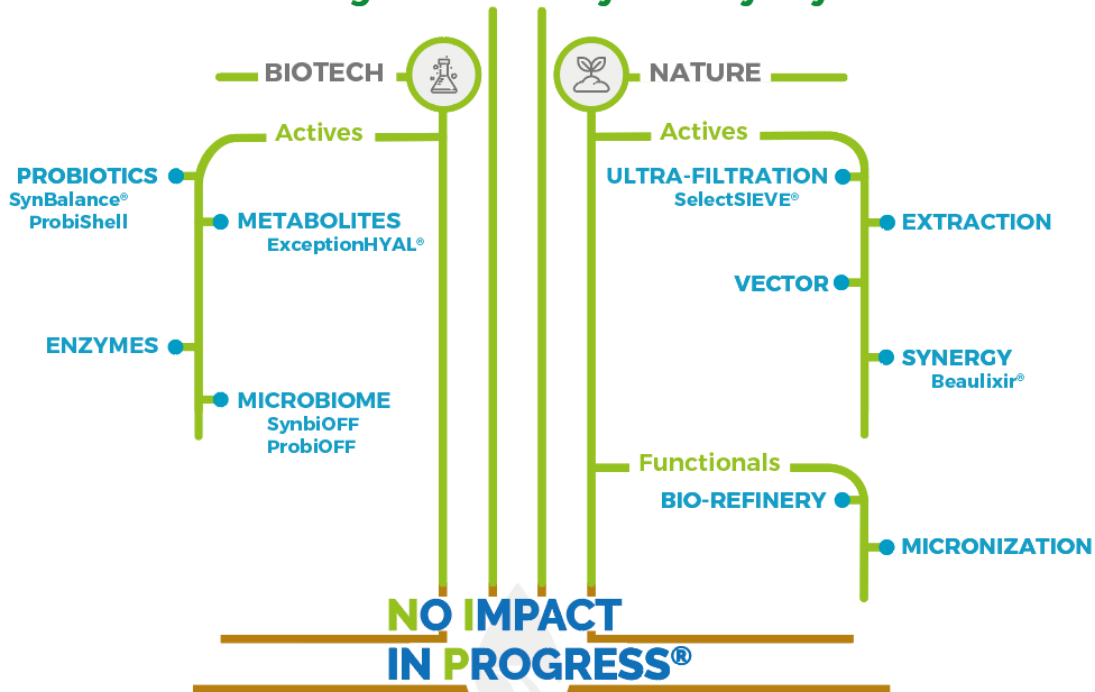 BIOTECH
Actives
PROBIOTICS
SynBalance®
ProbiShell
METABOLITES
ExceptionHYAL®
ENZYMES
MICROBIOME
SynbiOFF
ProbiOFF
NATURE
Actives
ULTRA-FILTRATION
SelectSIEVE®
EXTRACTION
VECTOR
SYNERGY
Beaulixir®
Functionals
BIO-REFINERY
MICRONIZATION
NO IMPACT
IN PROGRESS®